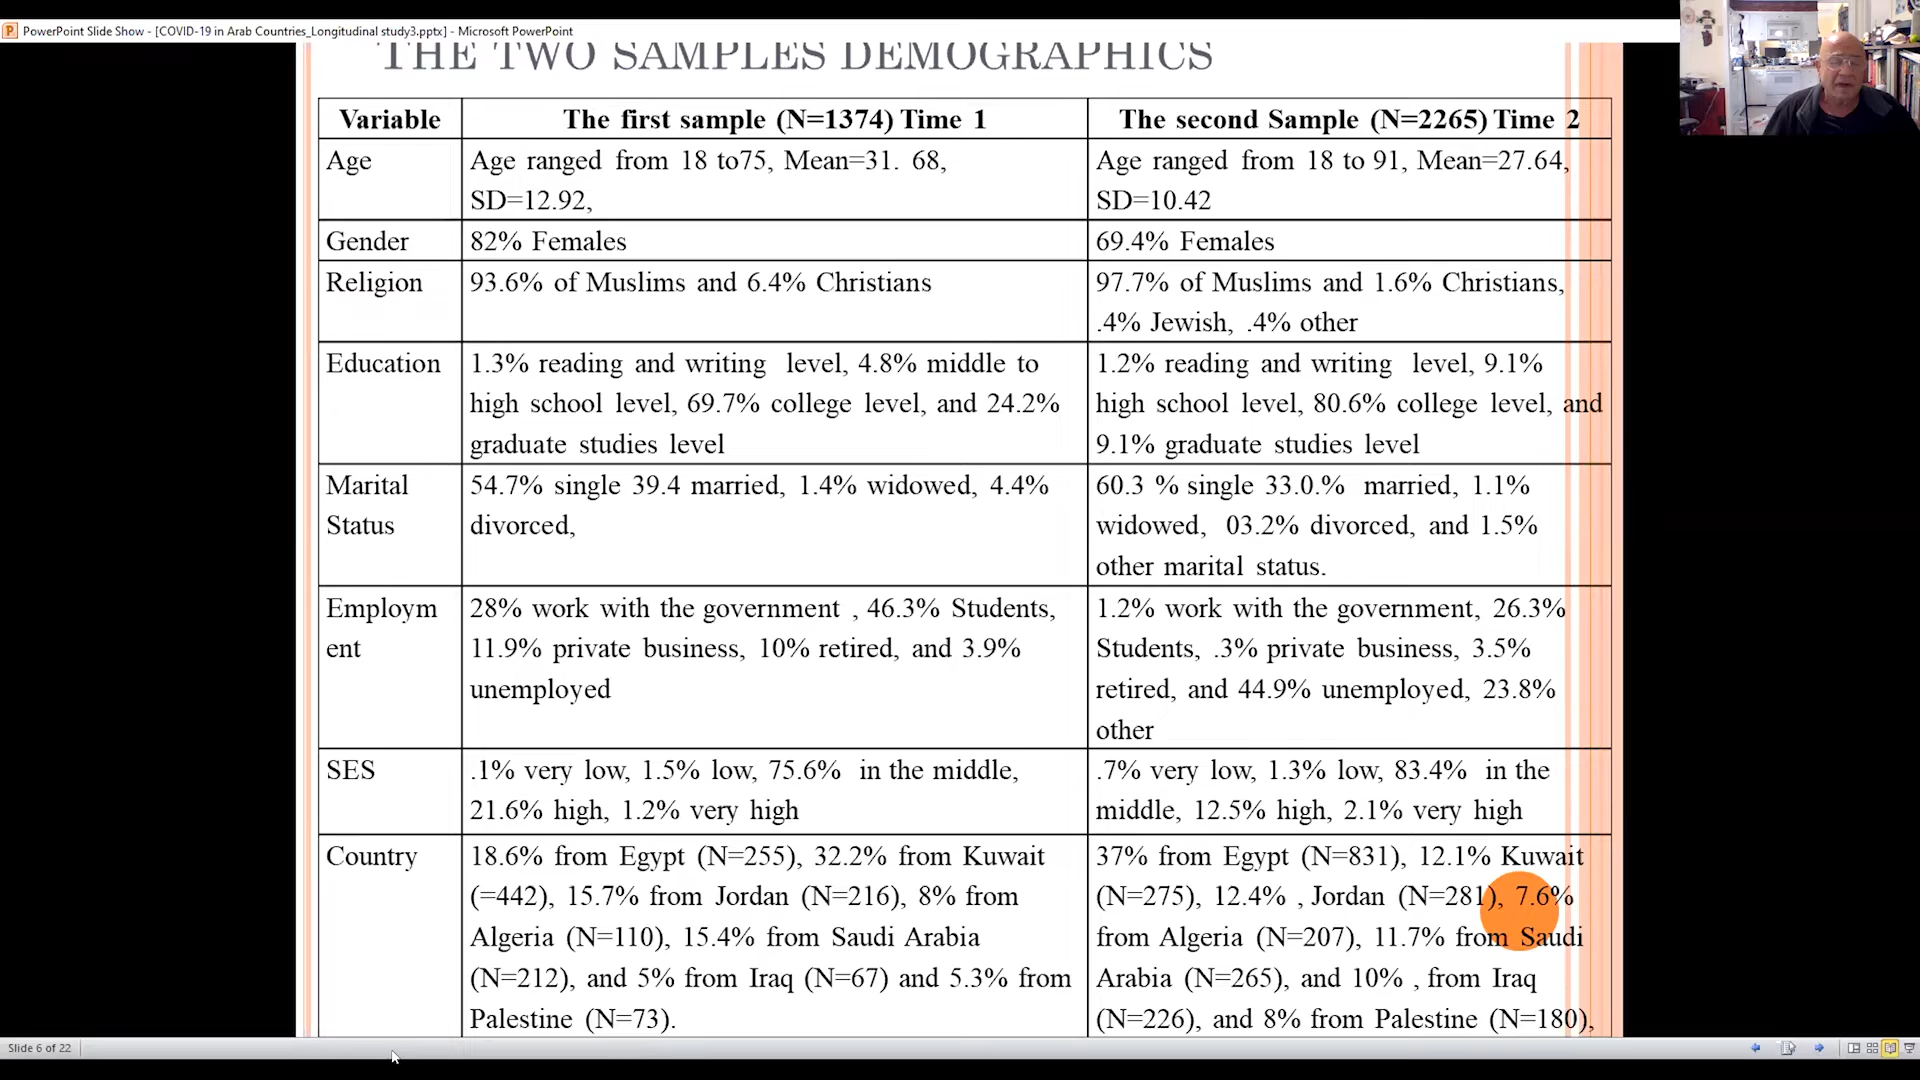 PowerPoint Slide Show - [COVID-19 in Arab Countries_Longitudinal study3.pptx] - Microsoft PowerPoint
THE TWO SAMPLES DEMOGRAPHICS
Variable
The first sample (N=1374) Time 1
The second Sample (N=2265) Time 2
Age
Age ranged from 18 to75, Mean=31. 68,
SD=12.92,
Age ranged from 18 to 91, Mean=27.64,
SD=10.42
Gender
82% Females
69.4% Females
Religion
93.6% of Muslims and 6.4% Christians
97.7% of Muslims and 1.6% Christians,
.4% Jewish, .4% other
Education
1.3% reading and writing level, 4.8% middle to
high school level, 69.7% college level, and 24.2%
graduate studies level
1.2% reading and writing level, 9.1%
high school level, 80.6% college level, and
9.1% graduate studies level
Marital
Status
54.7% single 39.4 married, 1.4% widowed, 4.4%
divorced,
60.3 % single 33.0.% married, 1.1%
widowed, 03.2% divorced, and 1.5%
other marital status.
Employm
ent
28% work with the government , 46.3% Students,
11.9% private business, 10% retired, and 3.9%
unemployed
1.2% work with the government, 26.3%
Students, .3% private business, 3.5%
retired, and 44.9% unemployed, 23.8%
other
SES
.1% very low, 1.5% low, 75.6% in the middle,
21.6% high, 1.2% very high
.7% very low, 1.3% low, 83.4% in the
middle, 12.5% high, 2.1% very high
Country
18.6% from Egypt (N=255), 32.2% from Kuwait
(=442), 15.7% from Jordan (N=216), 8% from
Algeria (N=110), 15.4% from Saudi Arabia
(N=212), and 5% from Iraq (N=67) and 5.3% from
Palestine (N=73).
37% from Egypt (N=831), 12.1% Kuwait
(N=275), 12.4% , Jordan (N=281), 7.6%
from Algeria (N=207), 11.7% from Saudi
Arabia (N=265), and 10% , from Iraq
(N=226), and 8% from Palestine (N=180),
Slide 6 of 22